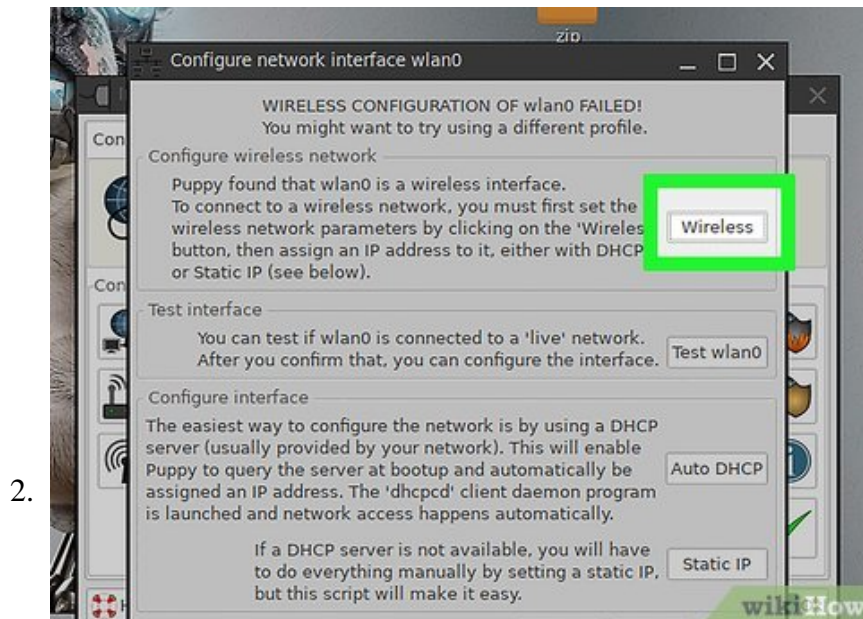 zip
Configure network interface wlan0
WIRELESS CONFIGURATION OF wlan0 FAILED!
You might want to try using a different profile.
Con
Configure wireless network
Puppy found that wlan0 is a wireless interface.
To connect to a wireless network, you must first set the
wireless network parameters by clicking on the 'Wireles
button, then assign an IP address to it, either with DHCP
or Static IP (see below).
Wireless
Con
Test interface
You can test if wlan0 is connected to a 'live' network.
After you confirm that, you can configure the interface.
Test wlan0
Configure interface
The easiest way to configure the network is by using a DHCP
server (usually provided by your network). This will enable
Puppy to query the server at bootup and automatically be
assigned an IP address. The 'dhcpcd' client daemon program
is launched and network access happens automatically.
Auto DHCP
2.
If a DHCP server is not available, you will have
to do everything manually by setting a static IP,
but this script will make it easy.
Static IP
H
wikiHow